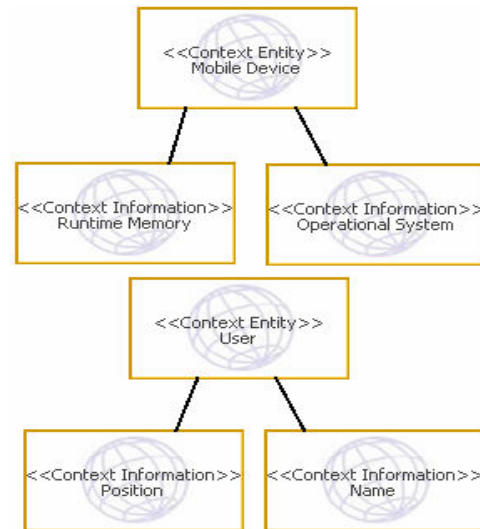 <<Context Entity>>
Mobile Device
<<Context Information>>
Runtime Memory
<<Context Information>>
Operational System
<<Context Entity>>
User
<<Context Information>>
Position
<<Context Information>>
Name